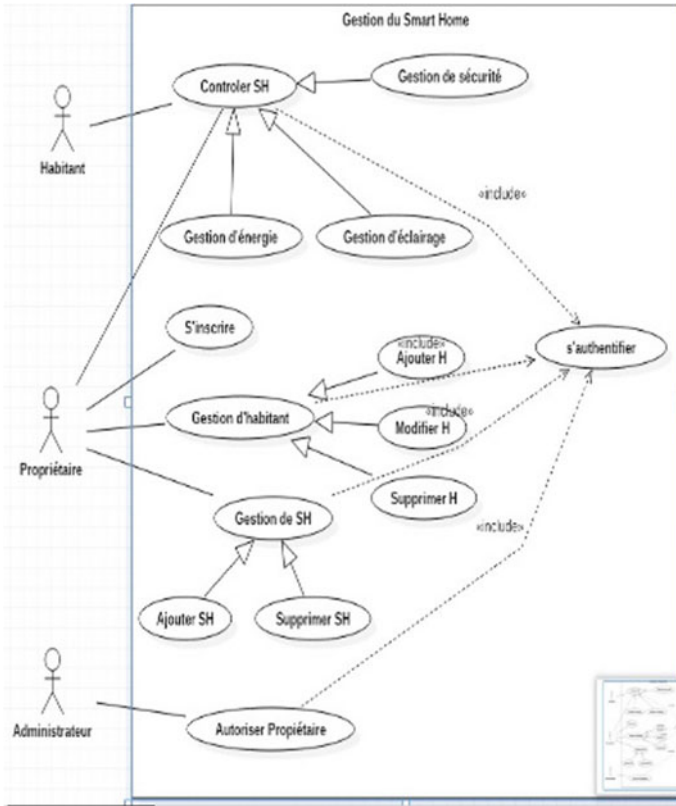 Gestion du Smart Home
Controler SH
Gestion de sécurité
Habitant
«include»
Gestion d'énergie
Gestion d'éclairage
S'inscrire
«include»
Ajouter H
s'authentifier
Gestion d'habitant
«include»
Modifier H
Propriétaire
Supprimer H
Gestion de SH
«include»
Ajouter SH
Supprimer SH
Administrateur
Autoriser Propiétaire